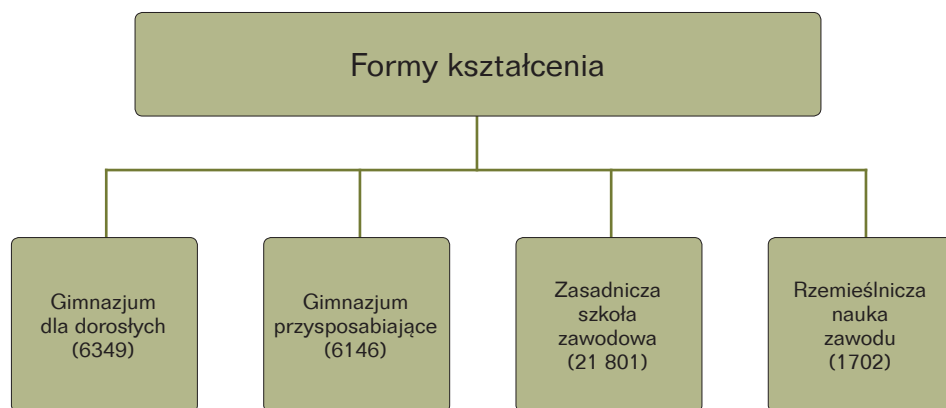 Formy kształcenia
Gimnazjum
dla dorosłych
(6349)
Gimnazjum
przysposabiające
(6146)
Zasadnicza
szkoła
zawodowa
(21 801)
Rzemieślnicza
nauka
zawodu
(1702)